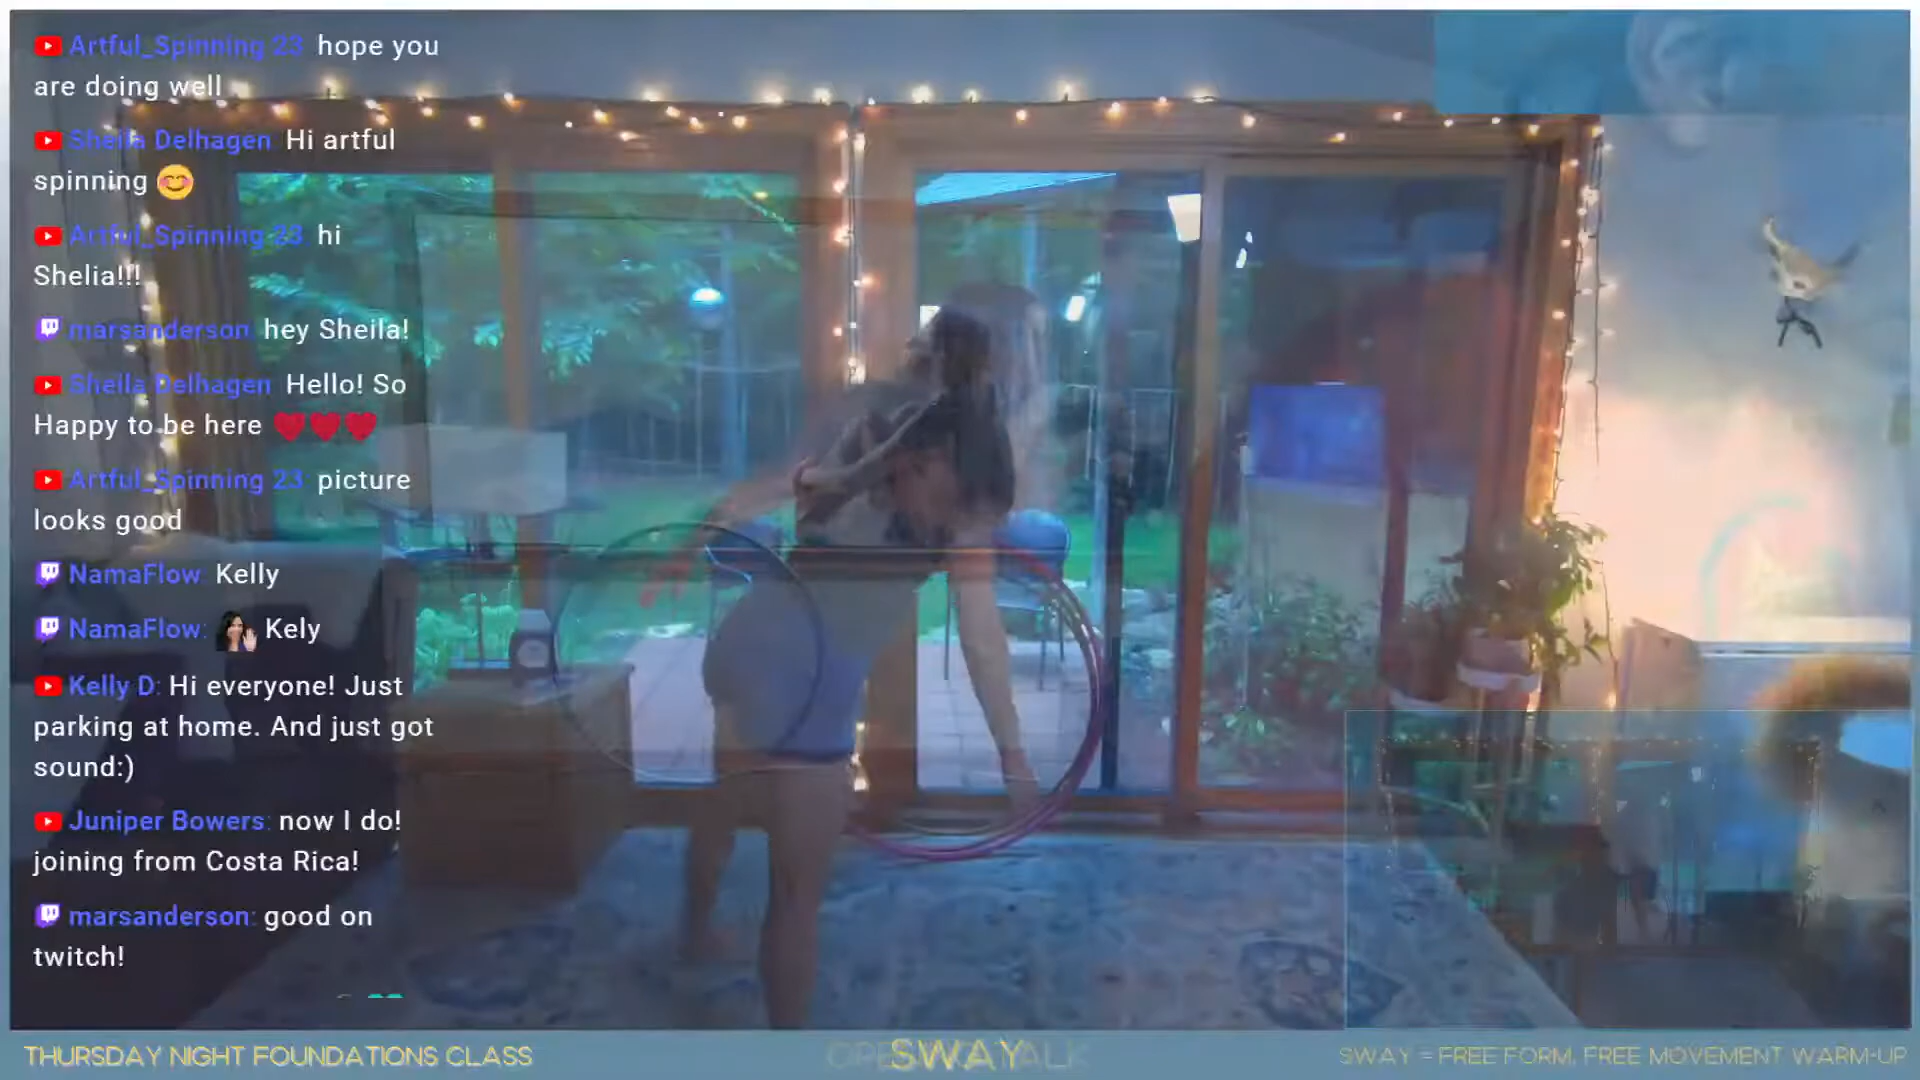 Artful_Spinning 23 hope you
are doing well
Sheila Delhagen Hi artful
spinning 😊
Artful_Spinning 23 hi
Shelia!!!
marsanderson: hey Sheila!
Sheila Delhagen Hello! So
Happy to be here ❤️❤️❤️
Artful_Spinning 23 picture
looks good
NamaFlow: Kelly
NamaFlow: Kely
Kelly D: Hi everyone! Just
parking at home. And just got
sound:)
Juniper Bowers: now I do!
joining from Costa Rica!
marsanderson: good on
twitch!
THURSDAY NIGHT FOUNDATIONS CLASS
SWAY
SWAY = FREE FORM, FREE MOVEMENT WARM-UP